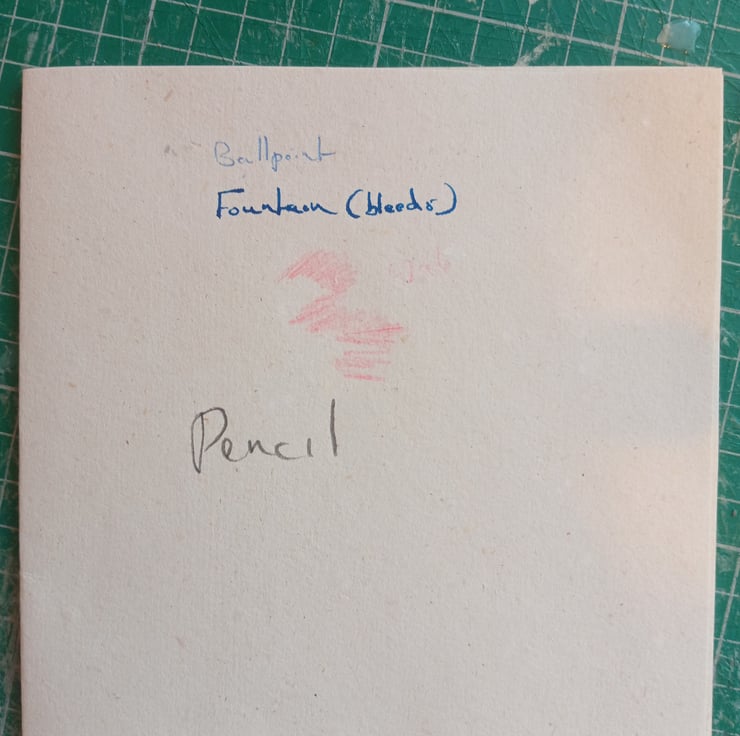 Ballpoint
Fountain (bleeds)
Pencil